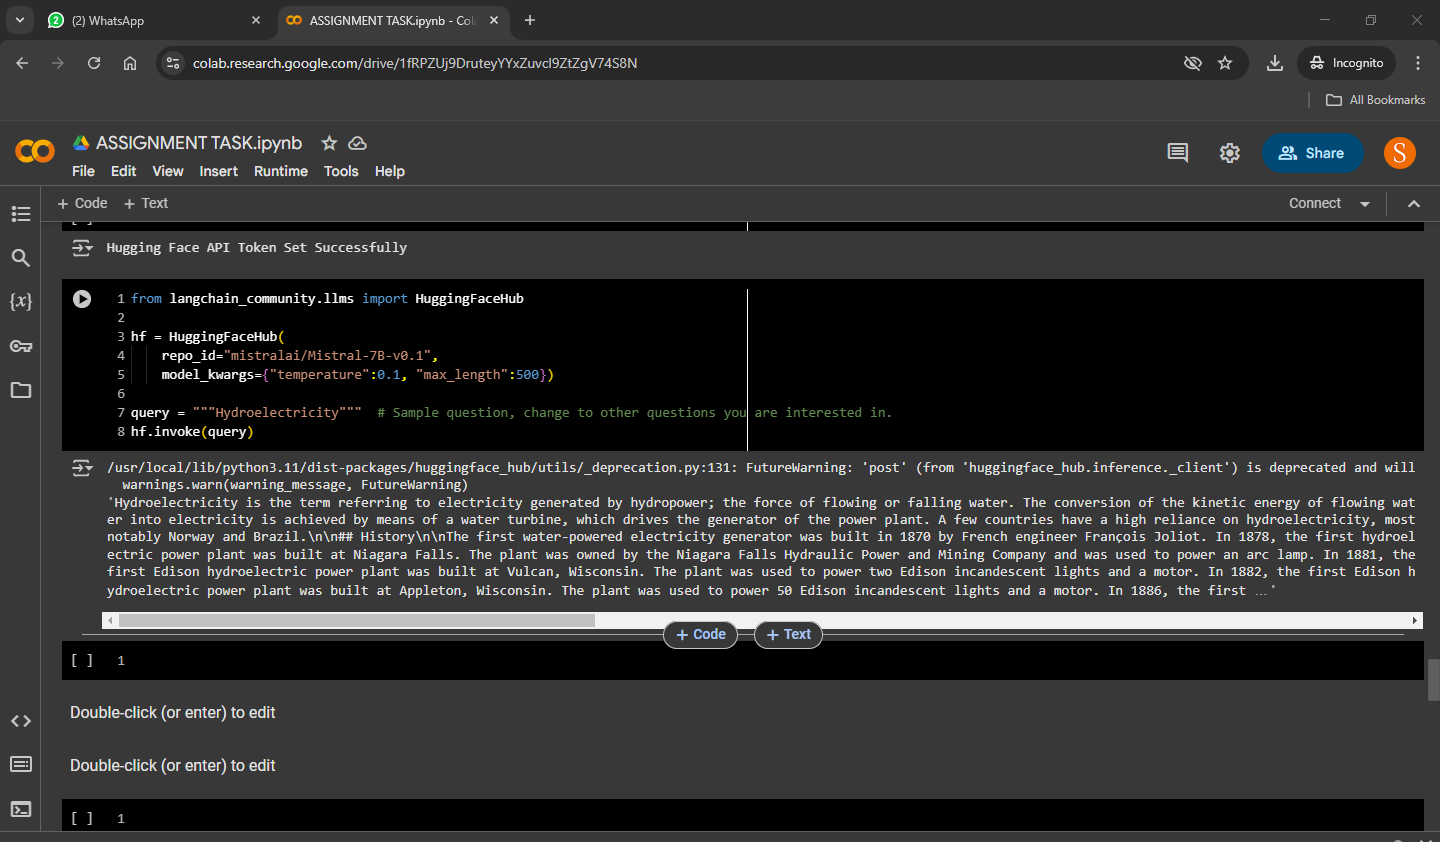 2 (2) WhatsApp
ASSIGNMENT TASK.ipynb - Cola
colab.research.google.com/drive/1fRPZUj9DruteyYYxZuvcl9ZtZgV74S8N
Incognito
All Bookmarks
ASSIGNMENT TASK.ipynb
File Edit View Insert Runtime Tools Help
Share
S
+ Code + Text
Connect
Hugging Face API Token Set Successfully
1 from langchain_community.llms import HuggingFaceHub
2
3 hf = HuggingFaceHub(
4 repo_id="mistralai/Mistral-7B-v0.1",
5 model_kwargs={"temperature":0.1, "max_length":500})
6
7 query = """Hydroelectricity""" # Sample question, change to other questions you are interested in.
8 hf.invoke(query)
/usr/local/lib/python3.11/dist-packages/huggingface_hub/utils/_deprecation.py:131: FutureWarning: 'post' (from 'huggingface_hub.inference._client') is deprecated and will
warnings.warn(warning_message, FutureWarning)
'Hydroelectricity is the term referring to electricity generated by hydropower; the force of flowing or falling water. The conversion of the kinetic energy of flowing wat
er into electricity is achieved by means of a water turbine, which drives the generator of the power plant. A few countries have a high reliance on hydroelectricity, most
notably Norway and Brazil.\n\n## History\n\nThe first water-powered electricity generator was built in 1870 by French engineer François Joliot. In 1878, the first hydroel
ectric power plant was built at Niagara Falls. The plant was owned by the Niagara Falls Hydraulic Power and Mining Company and was used to power an arc lamp. In 1881, the
first Edison hydroelectric power plant was built at Vulcan, Wisconsin. The plant was used to power two Edison incandescent lights and a motor. In 1882, the first Edison h
ydroelectric power plant was built at Appleton, Wisconsin. The plant was used to power 50 Edison incandescent lights and a motor. In 1886, the first …'
+ Code + Text
[ ] 1
Double-click (or enter) to edit
Double-click (or enter) to edit
[ ] 1